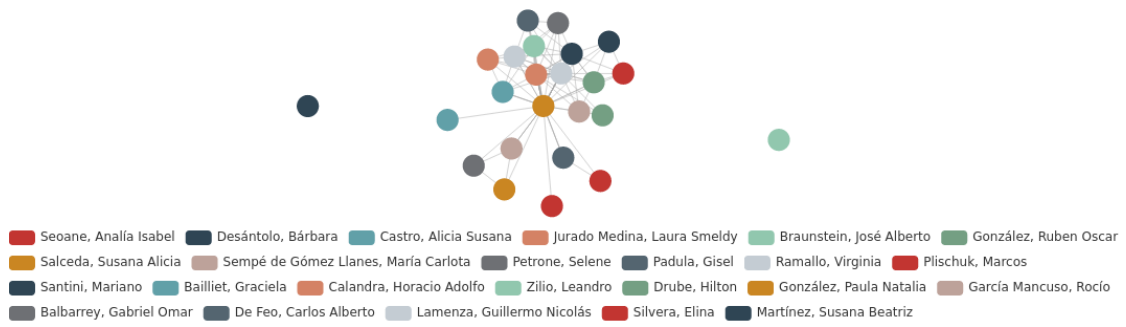 Seoane, Analía Isabel Desántolo, Bárbara Castro, Alicia Susana Jurado Medina, Laura Smeldy Braunstein, José Alberto González, Ruben Oscar
Salceda, Susana Alicia Sempé de Gómez Llanes, María Carlota Petrone, Selene Padula, Gisel Ramallo, Virginia Plischuk, Marcos
Santini, Mariano Bailliet, Graciela Calandra, Horacio Adolfo Zilio, Leandro Drube, Hilton González, Paula Natalia García Mancuso, Rocío
Balbarrey, Gabriel Omar De Feo, Carlos Alberto Lamenza, Guillermo Nicolás Silvera, Elina Martínez, Susana Beatriz